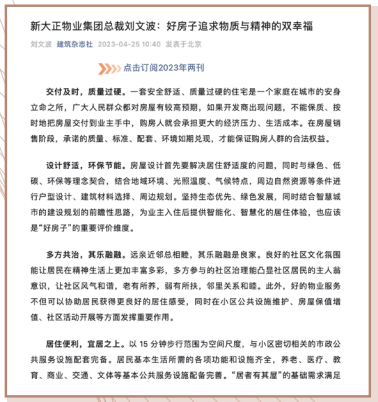 新大正物业集团总裁刘文波：好房子追求物质与精神的双幸福
刘文波 建筑杂志社 2023-04-25 10:40 发表于北京
点击订阅2023年两刊
交付及时，质量过硬。一套安全舒适、质量过硬的住宅是一个家庭在城市的安身
立命之所，广大人民群众都对房屋有较高预期，如果开发商出现问题，不能保质、按
时地把房屋交付到业主手中，购房人就会承担更大的经济压力、生活成本。在房屋销
售阶段，承诺的质量、标准、配套、环境如期兑现，才能保证购房人群的合法权益。
设计舒适，环保节能。房屋设计首先要解决居住舒适度的问题，同时与绿色、低
碳、环保等理念契合，结合地域环境、光照温度、气候特点，周边自然资源等条件进
行户型设计、建筑材料选择、周边规划。坚持生态优先、绿色发展，同时结合智慧城
市的建设规划的前瞻性思路，为业主入住后提供智能化、智慧化的居住体验，也应该
是“好房子”的重要评价维度。
多方共治，其乐融融。远亲近邻总相睦，其乐融融是良家。良好的社区文化氛围
能让居民在精神生活上更加丰富多彩，多方参与的社区治理能凸显社区居民的主人翁
意识，让社区风气和谐，老有所养，弱有所扶，邻里关系和睦。此外，好的物业服务
不但可以协助居民获得更良好的居住感受，同时在小区公共设施维护、房屋保值增
值、社区活动开展等方面发挥重要作用。
居住便利，宜居之上。以 15 分钟步行范围为空间尺度，与小区密切相关的市政公
共服务设施配套完备。居民基本生活所需的各项功能和设施齐全，养老、医疗、教
育、商业、交通、文体等基本公共服务设施配备完善。“居者有其屋”的基础需求满足